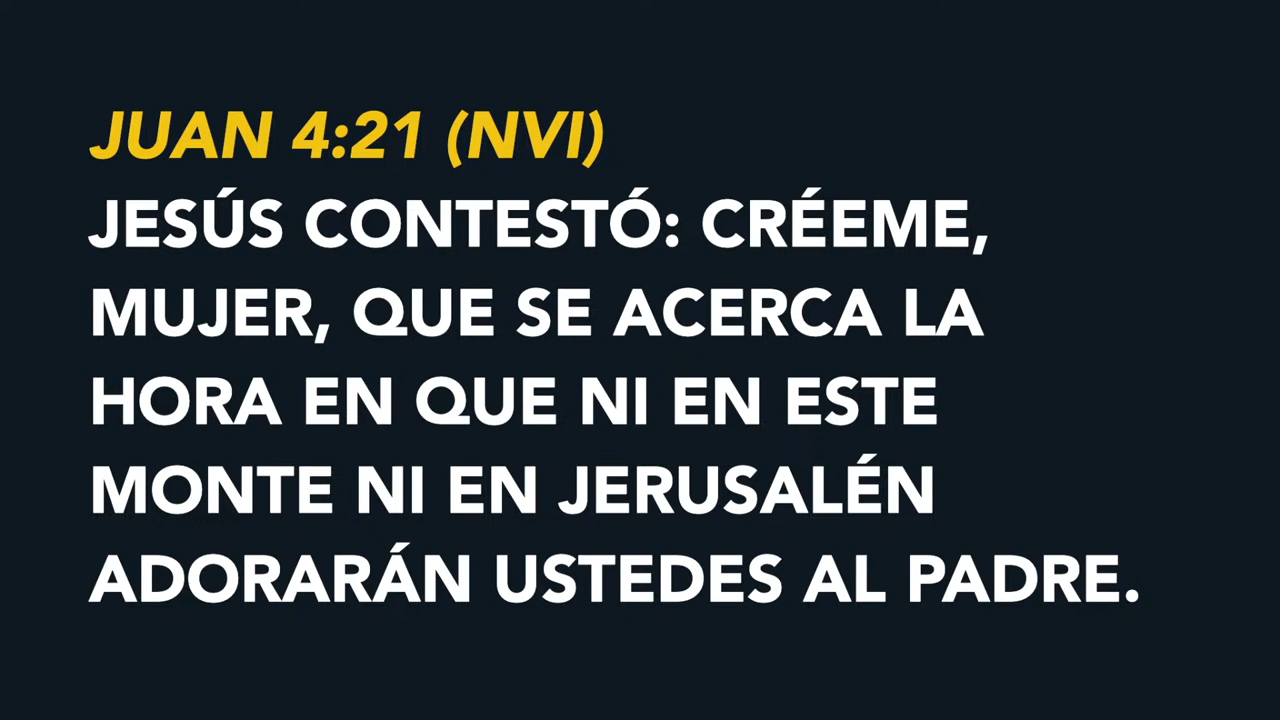 JUAN 4:21 (NVI)
JESÚS CONTESTÓ: CRÉEME,
MUJER, QUE SE ACERCA LA
HORA EN QUE NI EN ESTE
MONTE NI EN JERUSALÉN
ADORARÁN USTEDES AL PADRE.